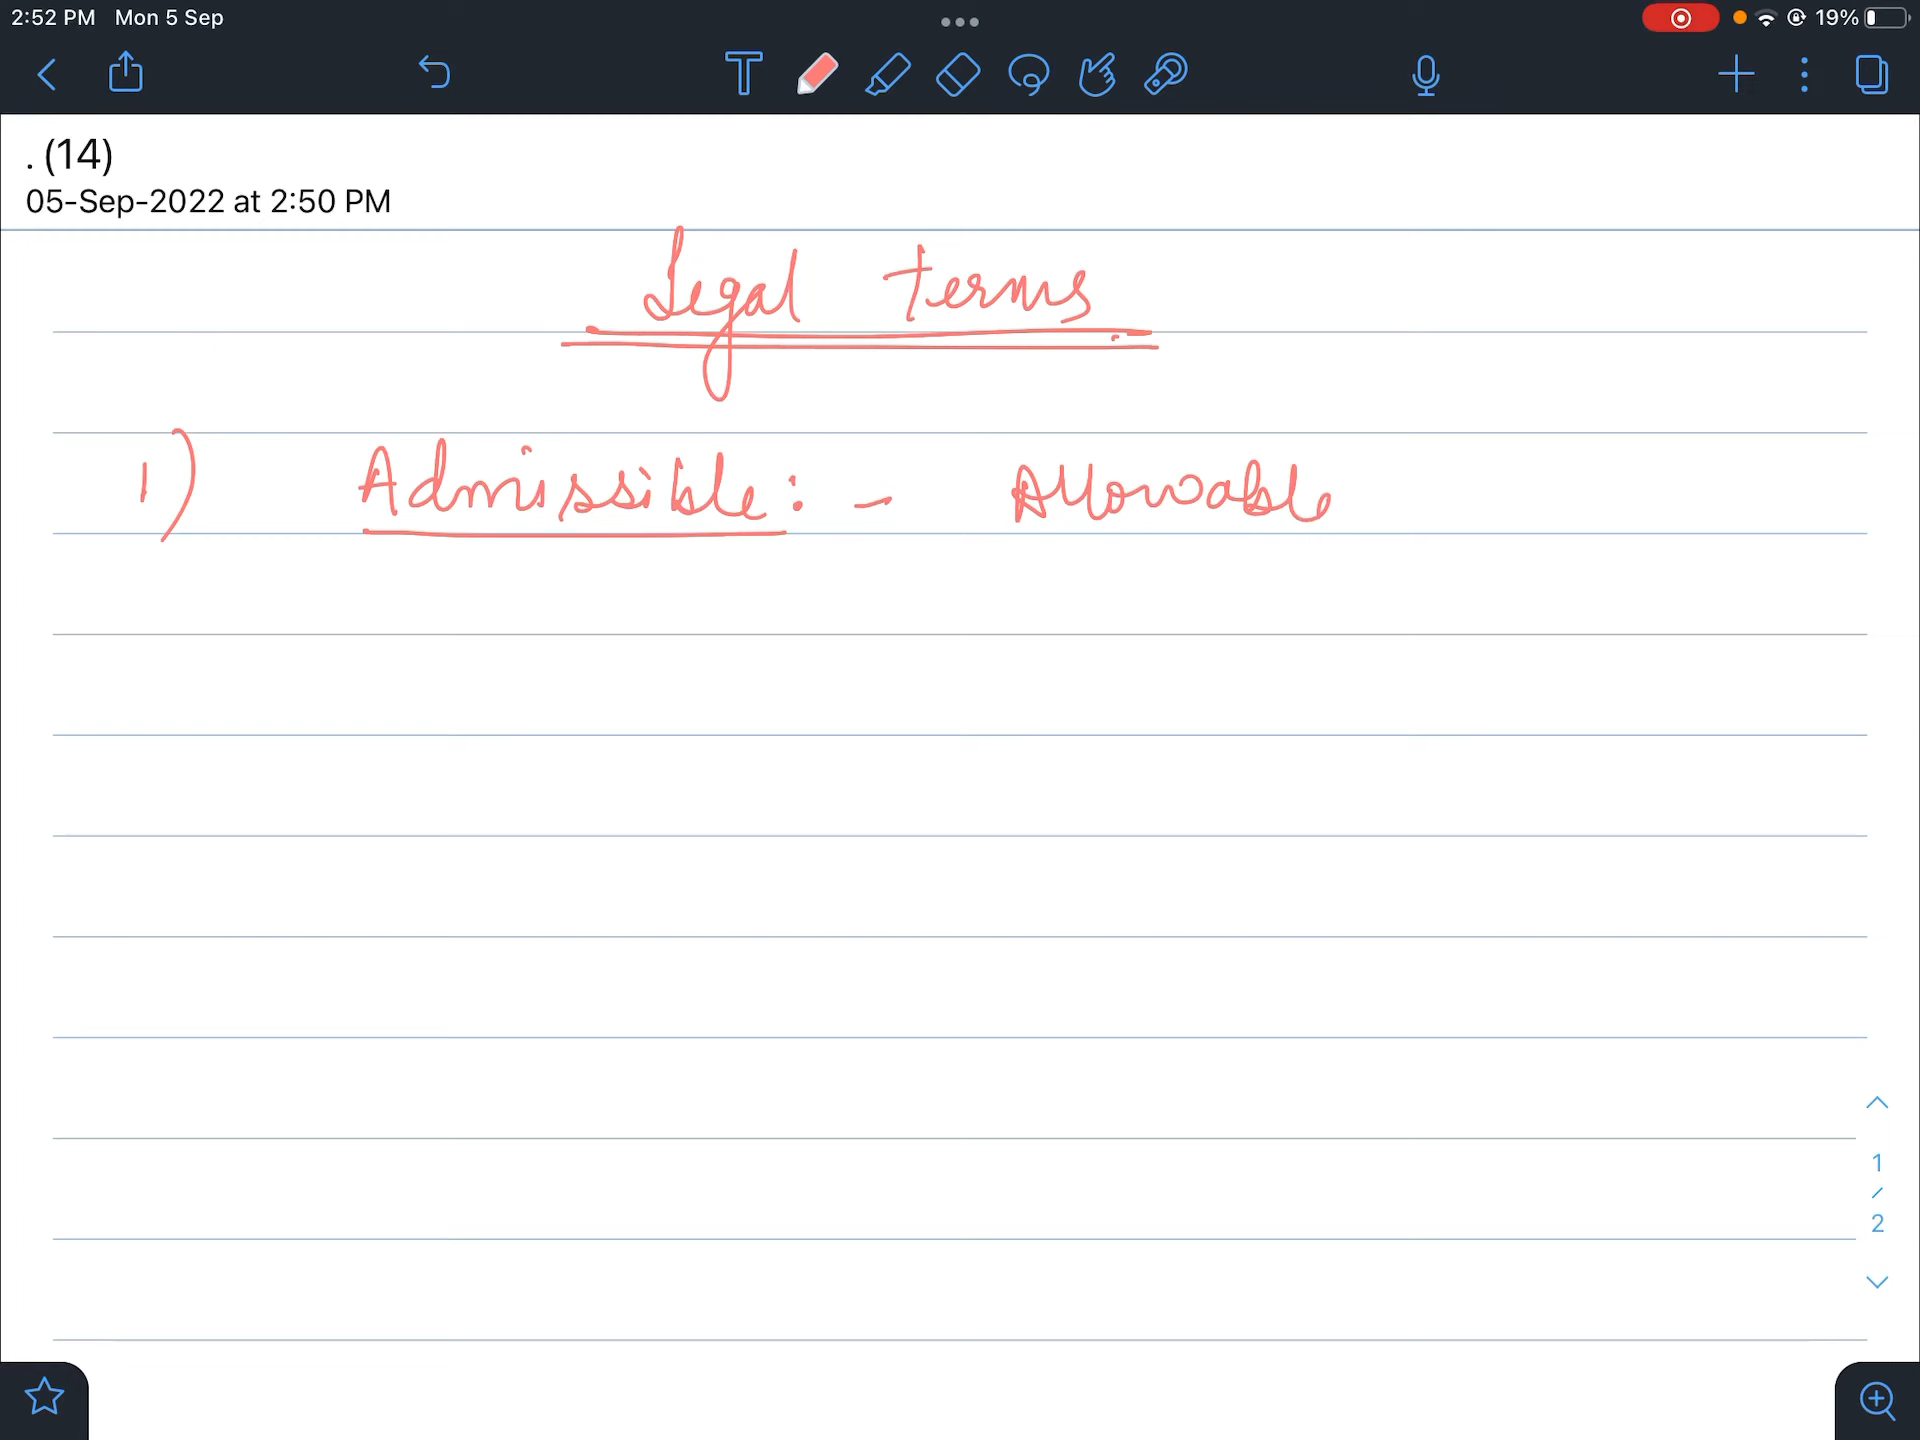 2:52 PM Mon 5 Sep 19%
. (14)
05-Sep-2022 at 2:50 PM
Legal Terms
1) Admissible :- Allowable
1
/
2